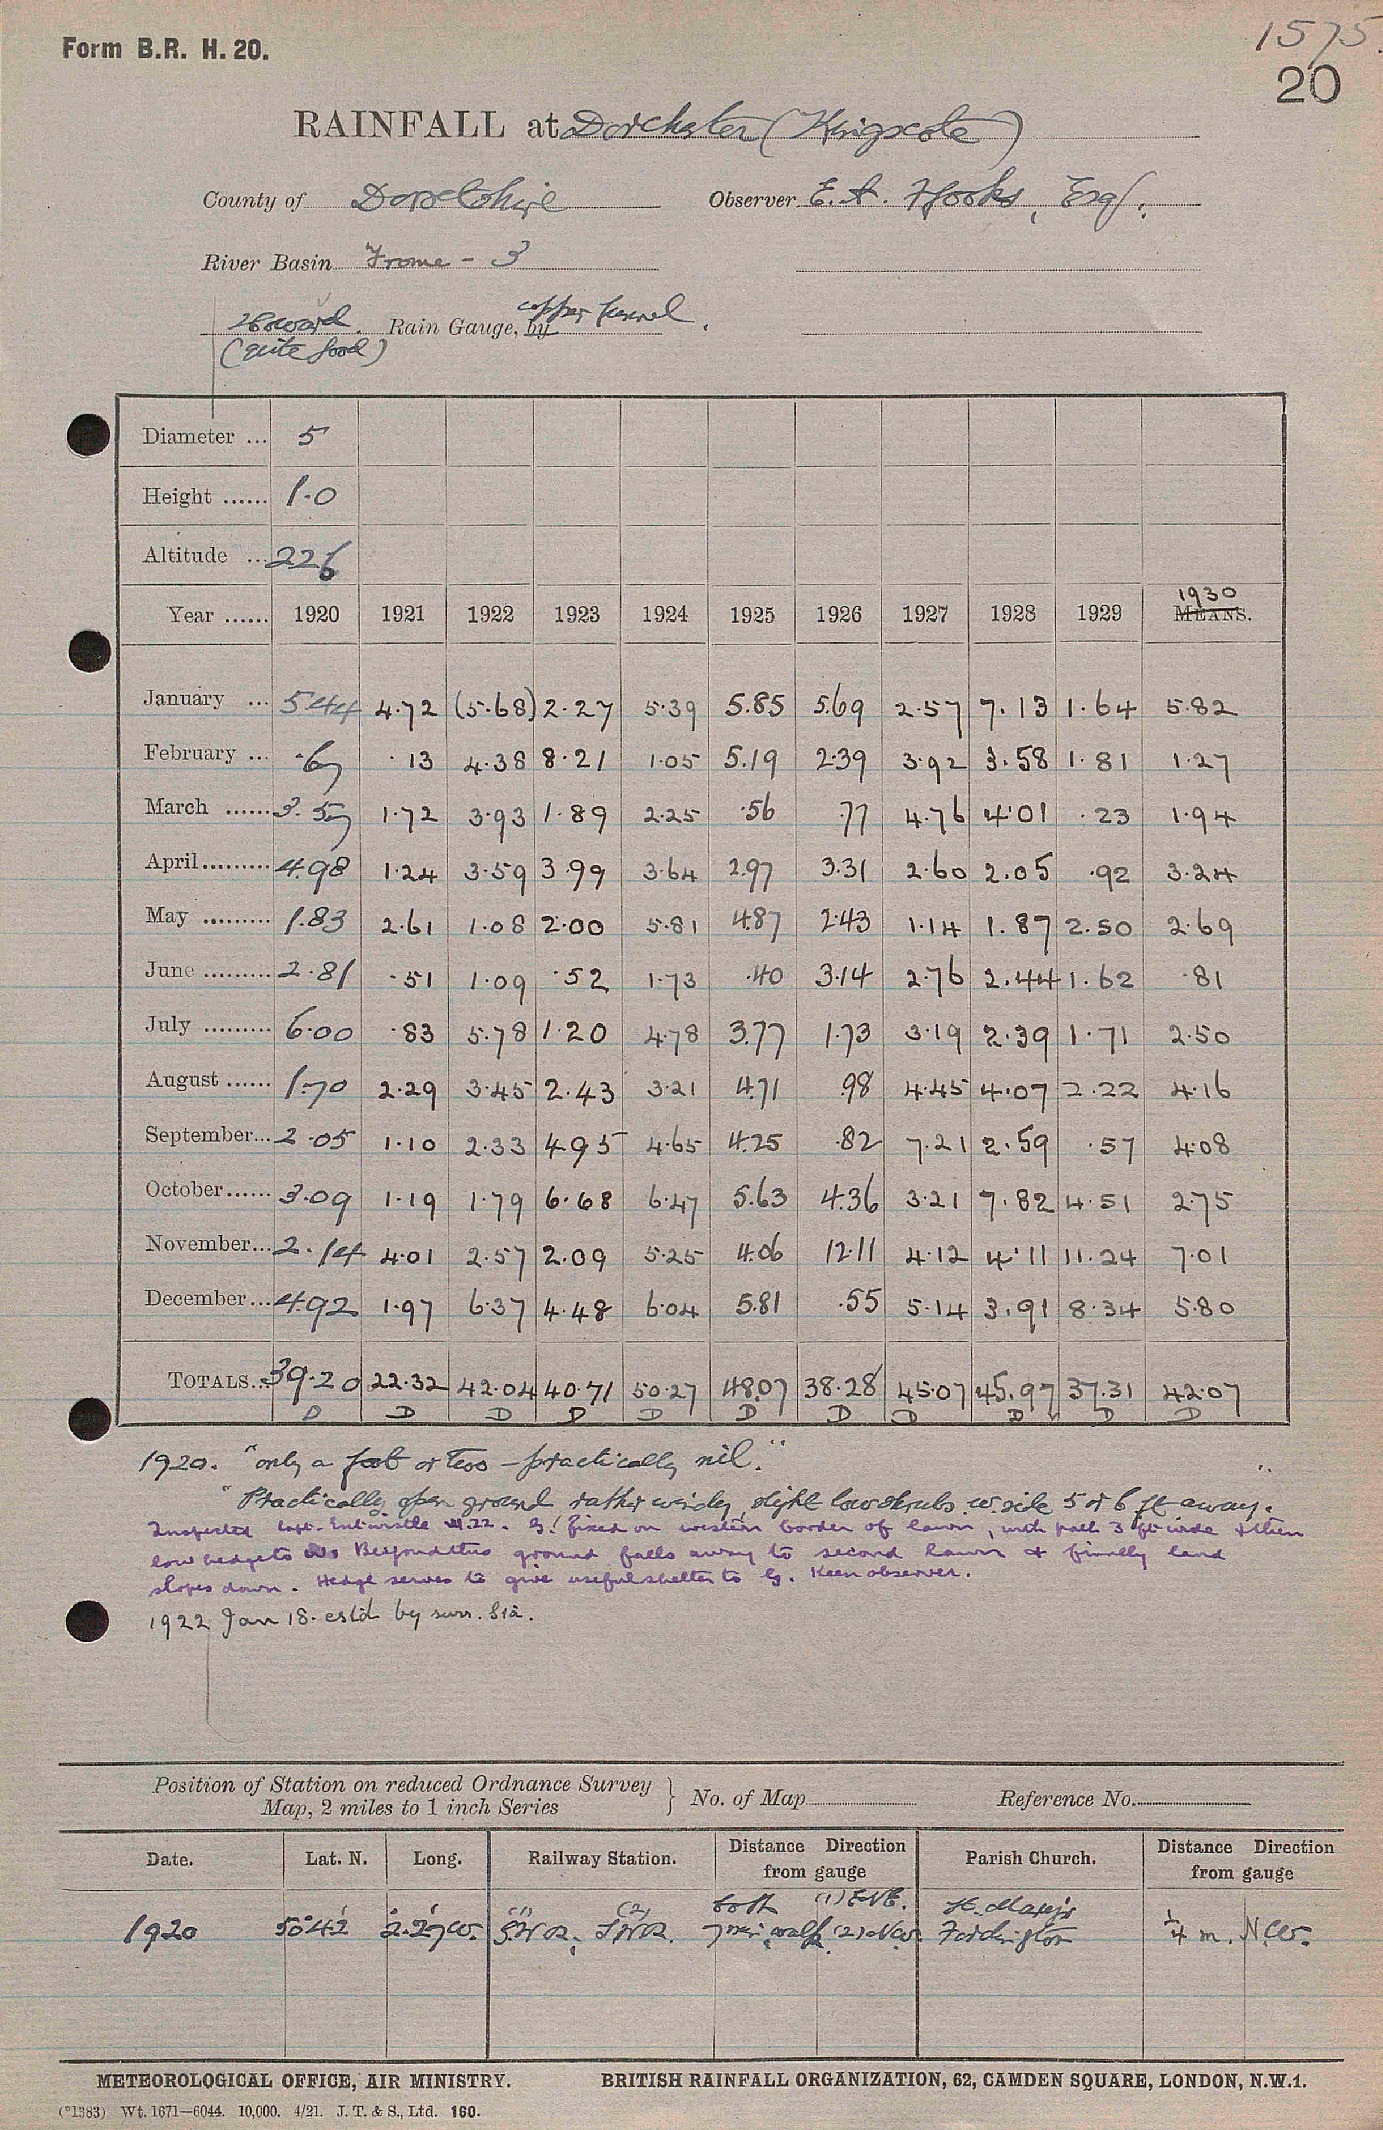 1575.
Form B.R. H. 20.
20
RAINFALL at Dorchester (Kingscote)
County of Dorsetshire Observer E. A. Hooks, Esq.
River Basin Frome - 3
Howard. Rain Gauge, by copper funnel.
(quite good)
Diameter ... 5
Height ...... 1.0
Altitude ... 226
Year ...... 1920 1921 1922 1923 1924 1925 1926 1927 1928 1929 1930 MEANS.
January ... 5.44 4.72 (5.68) 2.27 5.39 5.85 5.69 2.57 7.13 1.64 5.82
February ... .67 .13 4.38 8.21 1.05 5.19 2.39 3.92 3.58 1.81 1.27
March ...... 3.57 1.72 3.93 1.89 2.25 .56 .77 4.76 4.01 .23 1.94
April ......... 4.98 1.24 3.59 3.99 3.64 2.97 3.31 2.60 2.05 .92 3.24
May ......... 1.83 2.61 1.08 2.00 5.81 4.87 2.43 1.14 1.87 2.50 2.69
June ......... 2.81 .51 1.09 .52 1.73 .40 3.14 2.76 2.44 1.62 .81
July ......... 6.00 .83 5.78 1.20 4.78 3.77 1.73 3.19 2.39 1.71 2.50
August ...... 1.70 2.29 3.45 2.43 3.21 4.71 .98 4.45 4.07 2.22 4.16
September... 2.05 1.10 2.33 4.95 4.65 4.25 .82 7.21 2.59 .57 4.08
October...... 3.09 1.19 1.79 6.68 6.47 5.63 4.36 3.21 7.82 4.51 2.75
November... 2.14 4.01 2.57 2.09 5.25 4.06 12.11 4.12 4.11 11.24 7.01
December... 4.92 1.97 6.37 4.48 6.04 5.81 .55 5.14 3.91 8.34 5.80
TOTALS... 39.20 22.32 42.04 40.71 50.27 48.07 38.28 45.07 45.97 37.31 42.07
D D D D D D D D D D D
1920. "only a foot or two - practically nil."
"Practically open ground rather windy, slight low shrubs w. side 5 or 6 ft away."
Inspected Capt. Entwistle 22. G. fixed on western border of lawn, with path 3 ft wide & then
low hedge to Beyond this ground falls away to second lawn & finally land
slopes down. Hedge serves to give useful shelter to G. Keen observer.
1922 Jan 18. est'd by surr. Sta.
Position of Station on reduced Ordnance Survey Map, 2 miles to 1 inch Series } No. of Map Reference No.
Date. Lat. N. Long. Railway Station. Distance Direction from gauge Parish Church. Distance Direction from gauge
1920 50°42' 2°27'W. (1) G.W.R. (2) S.W.R. both 7 min. walk (1) ENE. (2) NW St. Mary's Fordington 1/4 m. N.W.
METEOROLOGICAL OFFICE, AIR MINISTRY. BRITISH RAINFALL ORGANIZATION, 62, CAMDEN SQUARE, LONDON, N.W.1.
(*1383) Wt. 1671—6044. 10,000. 4/21. J. T. & S., Ltd. 160.